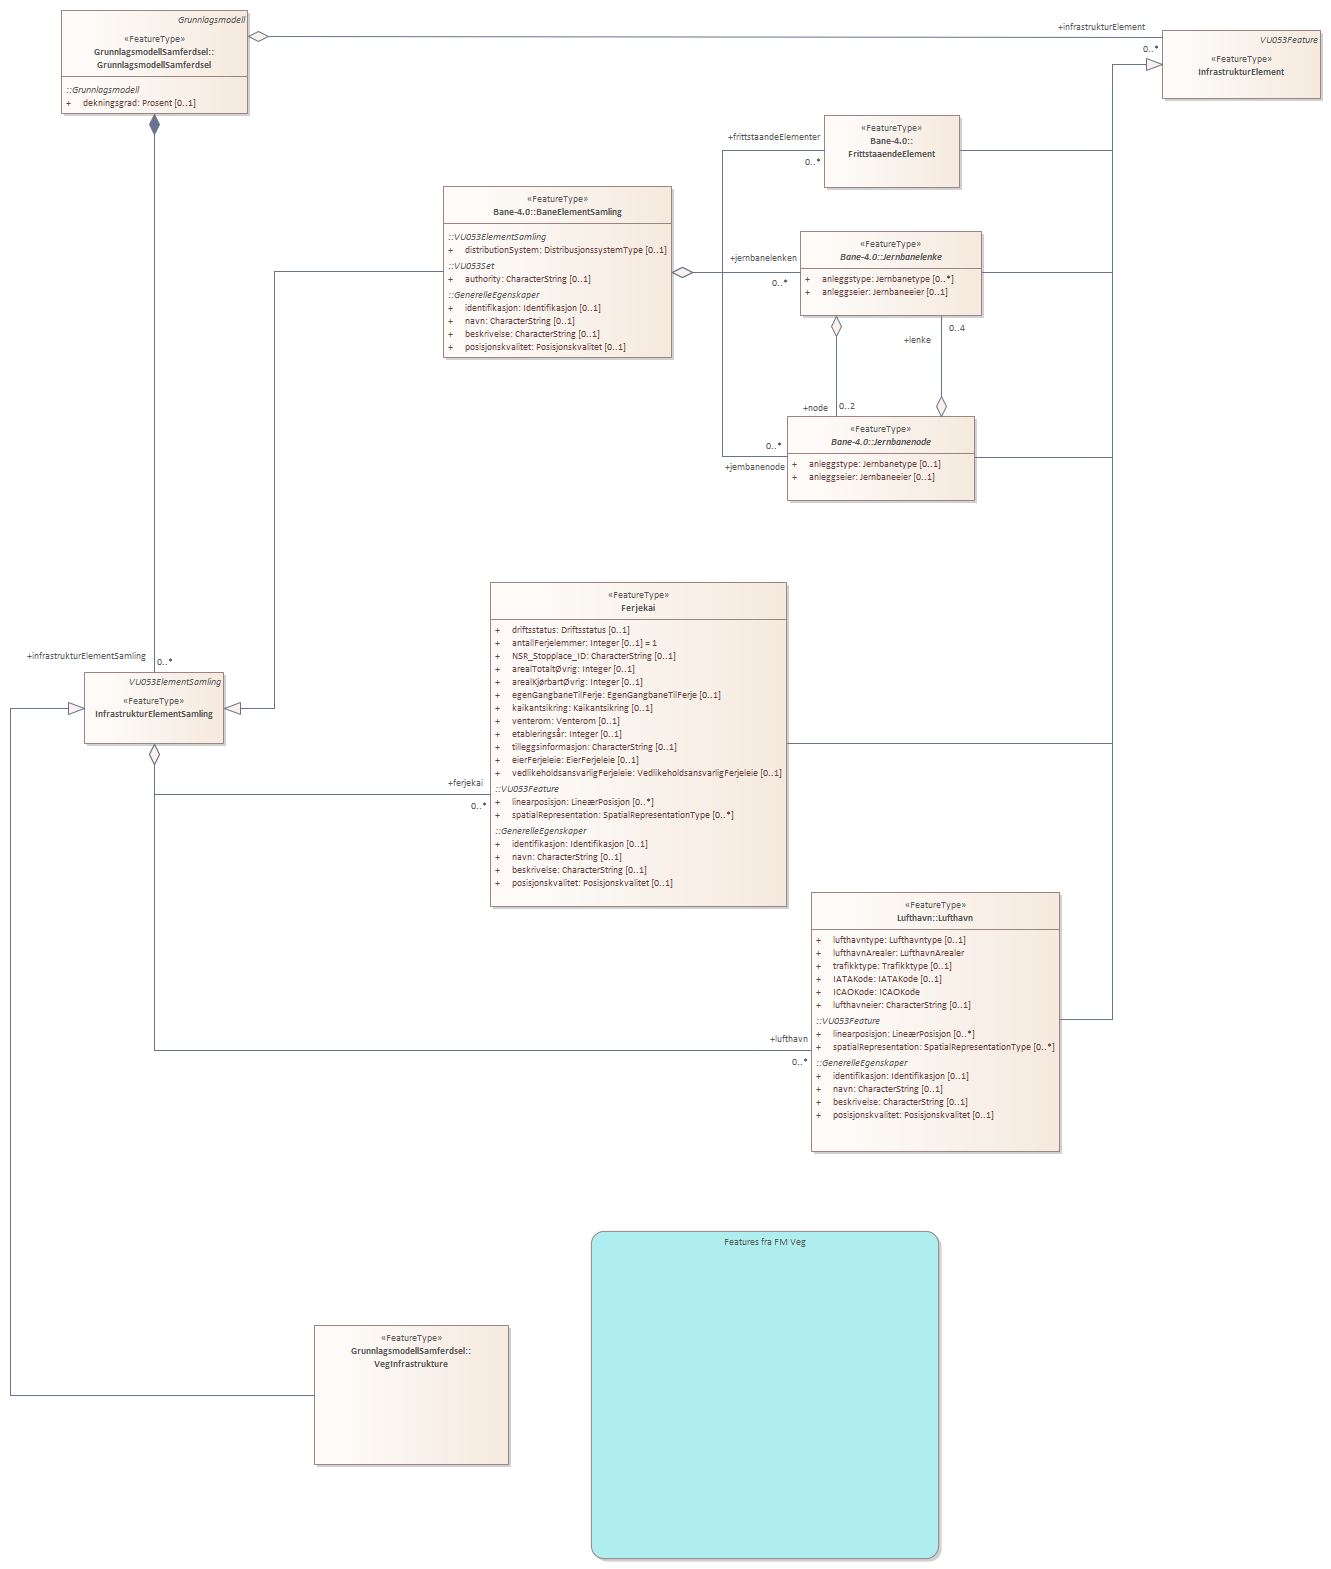 Grunnlagsmodell
«FeatureType»
GrunnlagsmodellSamferdsel::
GrunnlagsmodellSamferdsel
::Grunnlagsmodell
+ dekningsgrad: Prosent [0..1]
+infrastrukturElement
0..*
VU053Feature
«FeatureType»
InfrastrukturElement
+frittstaandeElementer
0..*
«FeatureType»
Bane-4.0::
FrittstaaendeElement
«FeatureType»
Bane-4.0::BaneElementSamling
::VU053ElementSamling
+ distributionSystem: DistribusjonssystemType [0..1]
::VU053Set
+ authority: CharacterString [0..1]
::GenerelleEgenskaper
+ identifikasjon: Identifikasjon [0..1]
+ navn: CharacterString [0..1]
+ beskrivelse: CharacterString [0..1]
+ posisjonskvalitet: Posisjonskvalitet [0..1]
+jernbanelenken
0..*
«FeatureType»
Bane-4.0::Jernbanelenke
+ anleggstype: Jernbanetype [0..*]
+ anleggseier: Jernbaneeier [0..1]
0..4
+lenke
+node
0..2
0..*
+jernbanenode
«FeatureType»
Bane-4.0::Jernbanenode
+ anleggstype: Jernbanetype [0..1]
+ anleggseier: Jernbaneeier [0..1]
«FeatureType»
Ferjekai
+ driftsstatus: Driftsstatus [0..1]
+ antallFerjelemmer: Integer [0..1] = 1
+ NSR_Stopplace_ID: CharacterString [0..1]
+ arealTotaltØvrig: Integer [0..1]
+ arealKjørbartØvrig: Integer [0..1]
+ egenGangbaneTilFerje: EgenGangbaneTilFerje [0..1]
+ kaikantsikring: Kaikantsikring [0..1]
+ venterom: Venterom [0..1]
+ etableringsår: Integer [0..1]
+ tilleggsinformasjon: CharacterString [0..1]
+ eierFerjeleie: EierFerjeleie [0..1]
+ vedlikeholdsansvarligFerjeleie: VedlikeholdsansvarligFerjeleie [0..1]
::VU053Feature
+ linearposisjon: LineærPosisjon [0..*]
+ spatialRepresentation: SpatialRepresentationType [0..*]
::GenerelleEgenskaper
+ identifikasjon: Identifikasjon [0..1]
+ navn: CharacterString [0..1]
+ beskrivelse: CharacterString [0..1]
+ posisjonskvalitet: Posisjonskvalitet [0..1]
+infrastrukturElementSamling
0..*
VU053ElementSamling
«FeatureType»
InfrastrukturElementSamling
+ferjekai
0..*
«FeatureType»
Lufthavn::Lufthavn
+ lufthavntype: Lufthavntype [0..1]
+ lufthavnArealer: LufthavnArealer
+ trafikktype: Trafikktype [0..1]
+ IATAKode: IATAKode [0..1]
+ ICAOKode: ICAOKode
+ lufthavneier: CharacterString [0..1]
::VU053Feature
+ linearposisjon: LineærPosisjon [0..*]
+ spatialRepresentation: SpatialRepresentationType [0..*]
::GenerelleEgenskaper
+ identifikasjon: Identifikasjon [0..1]
+ navn: CharacterString [0..1]
+ beskrivelse: CharacterString [0..1]
+ posisjonskvalitet: Posisjonskvalitet [0..1]
+lufthavn
0..*
Features fra FM Veg
«FeatureType»
GrunnlagsmodellSamferdsel::
VegInfrastrukture